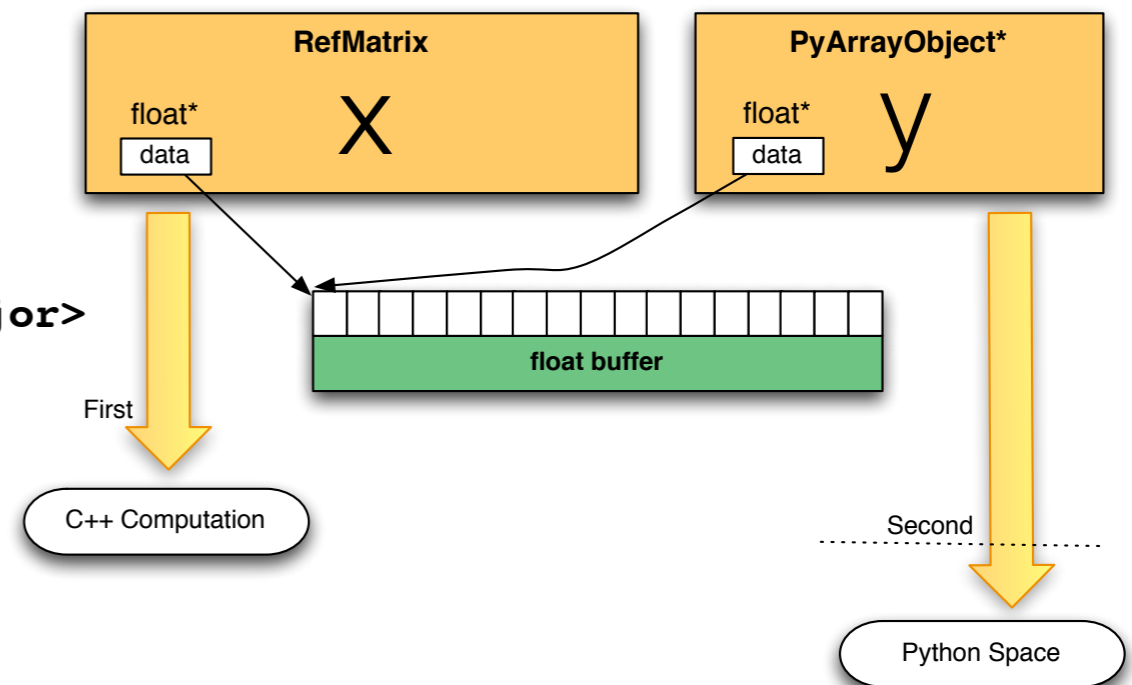 RefMatrix
float*
X
data
PyArrayObject*
float*
y
data
jor>
float buffer
First
C++ Computation
Second
Python Space